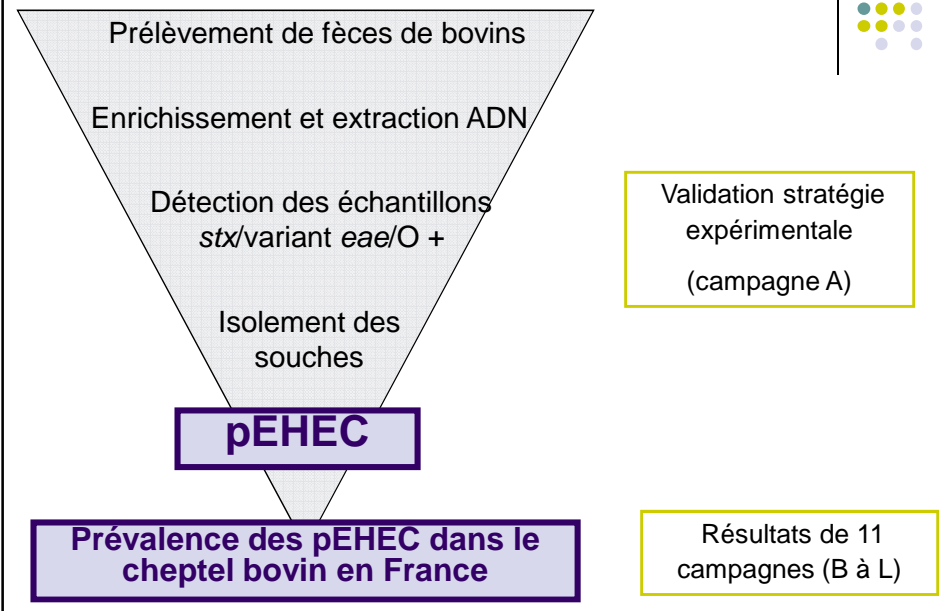 Prélèvement de fèces de bovins
Enrichissement et extraction ADN
Détection des échantillons
stx/variant eae/O +
Isolement des
souches
pEHEC
Prévalence des pEHEC dans le
cheptel bovin en France
Validation stratégie
expérimentale
(campagne A)
Résultats de 11
campagnes (B à L)